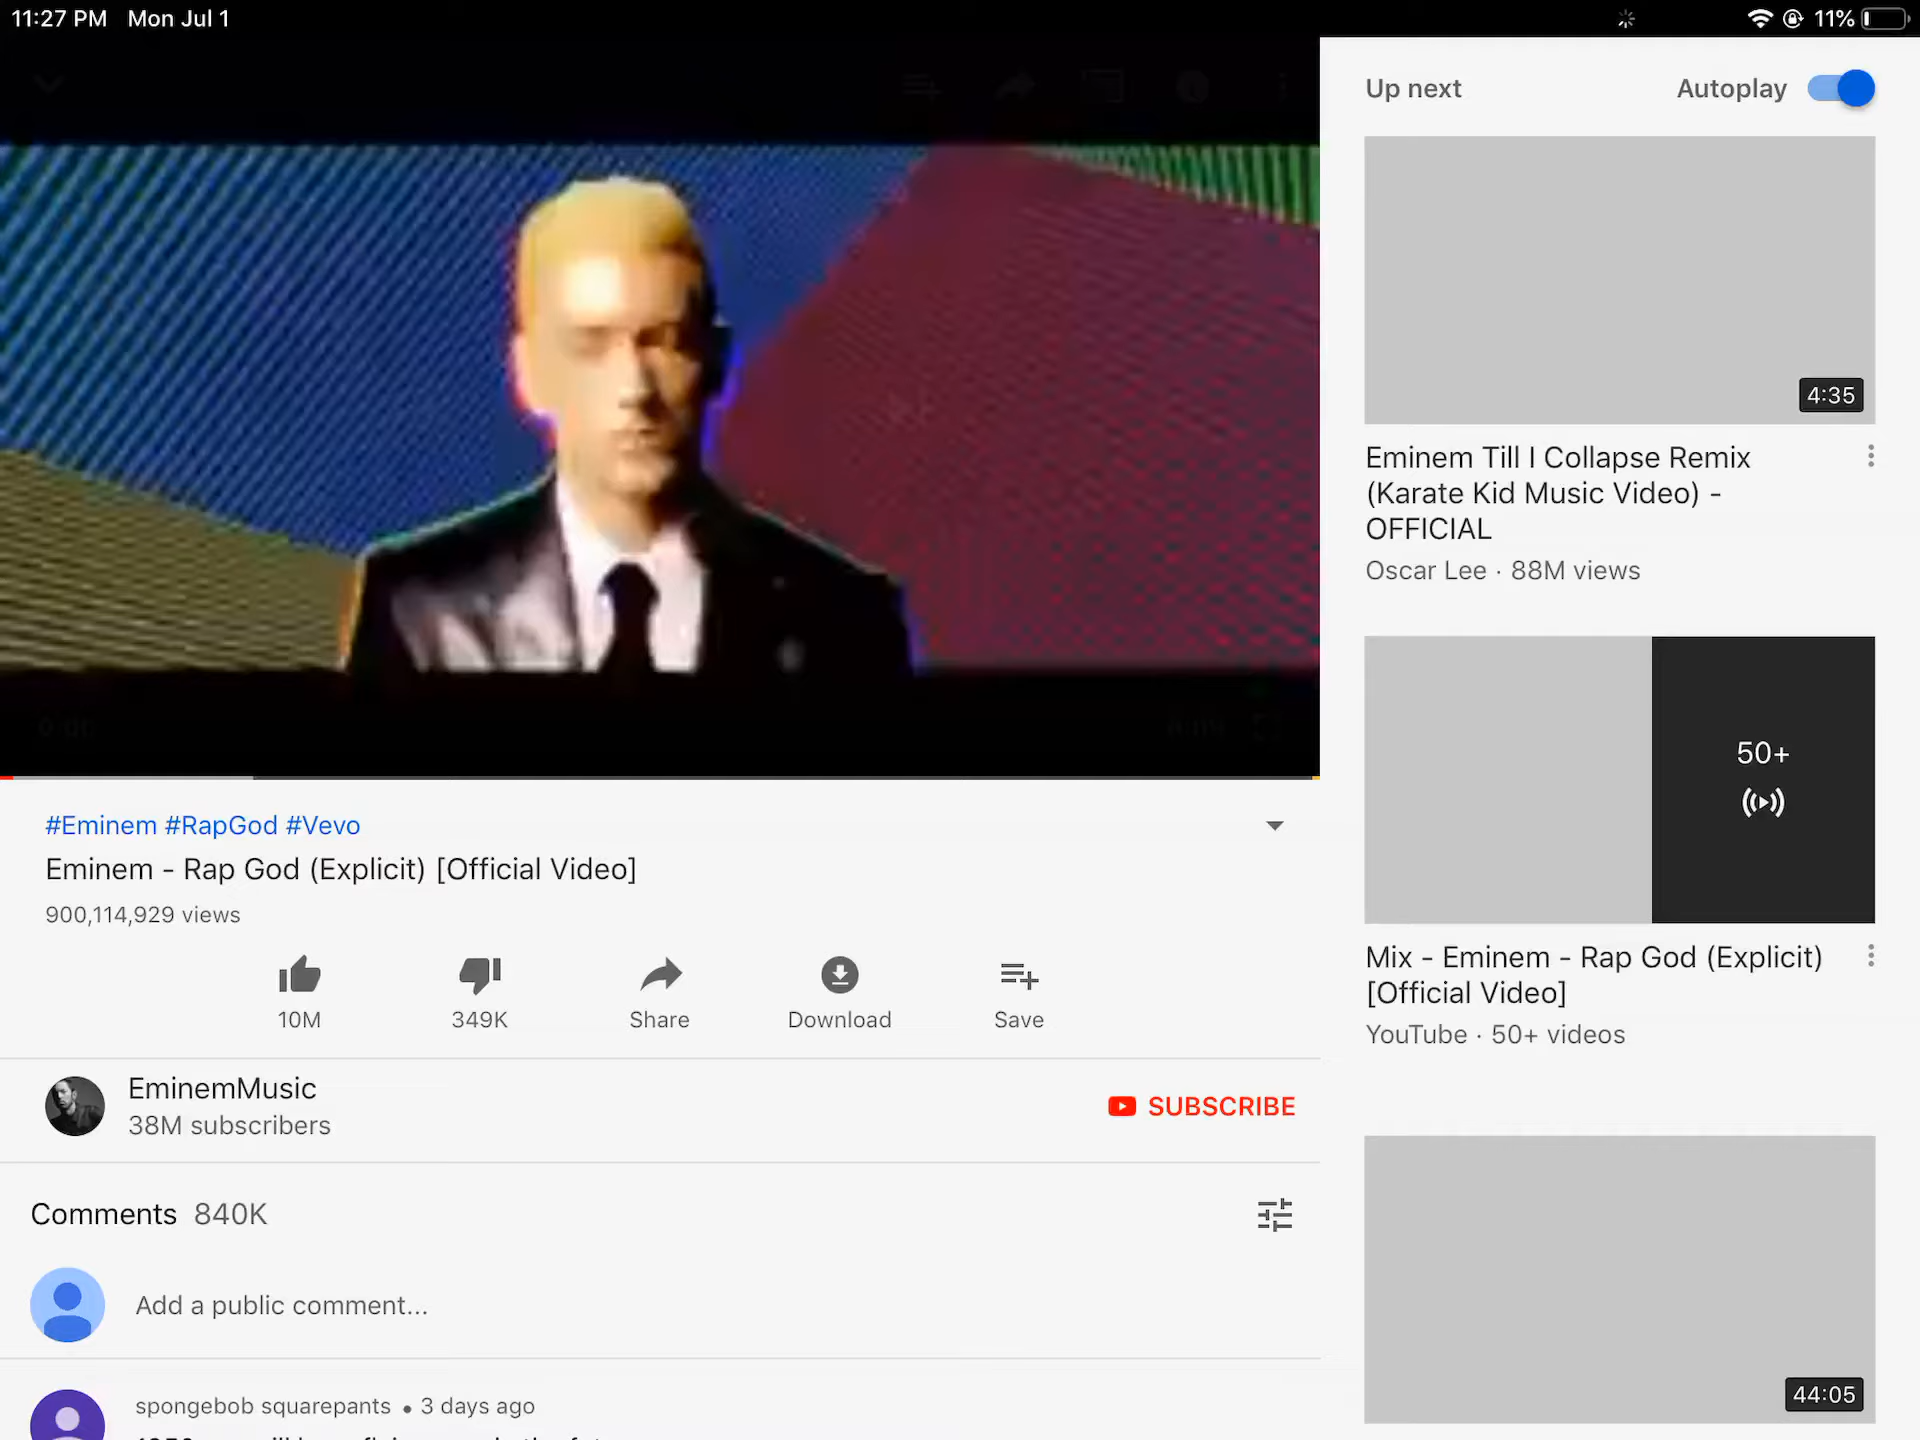 11:27 PM Mon Jul 1
11%
Up next
Autoplay
4:35
Eminem Till I Collapse Remix
(Karate Kid Music Video) -
OFFICIAL
Oscar Lee · 88M views
50+
Mix - Eminem - Rap God (Explicit)
[Official Video]
YouTube · 50+ videos
44:05
#Eminem #RapGod #Vevo
Eminem - Rap God (Explicit) [Official Video]
900,114,929 views
10M
349K
Share
Download
Save
EminemMusic
38M subscribers
SUBSCRIBE
Comments 840K
Add a public comment...
spongebob squarepants • 3 days ago